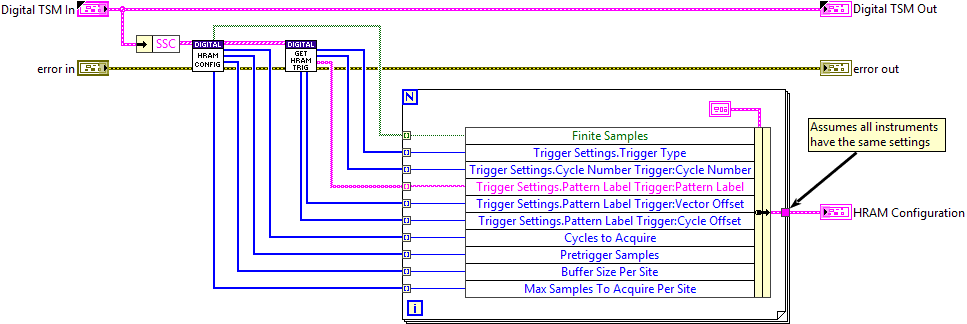 Digital TSM In
Digital TSM Out
SSC
DIGITAL
HRAM
CONFIG
DIGITAL
GET
HRAM
TRIG
error in
error out
N
Assumes all instruments
have the same settings
Finite Samples
Trigger Settings.Trigger Type
Trigger Settings.Cycle Number Trigger:Cycle Number
Trigger Settings.Pattern Label Trigger:Pattern Label
Trigger Settings.Pattern Label Trigger:Vector Offset
Trigger Settings.Pattern Label Trigger:Cycle Offset
Cycles to Acquire
Pretrigger Samples
Buffer Size Per Site
Max Samples To Acquire Per Site
HRAM Configuration
i